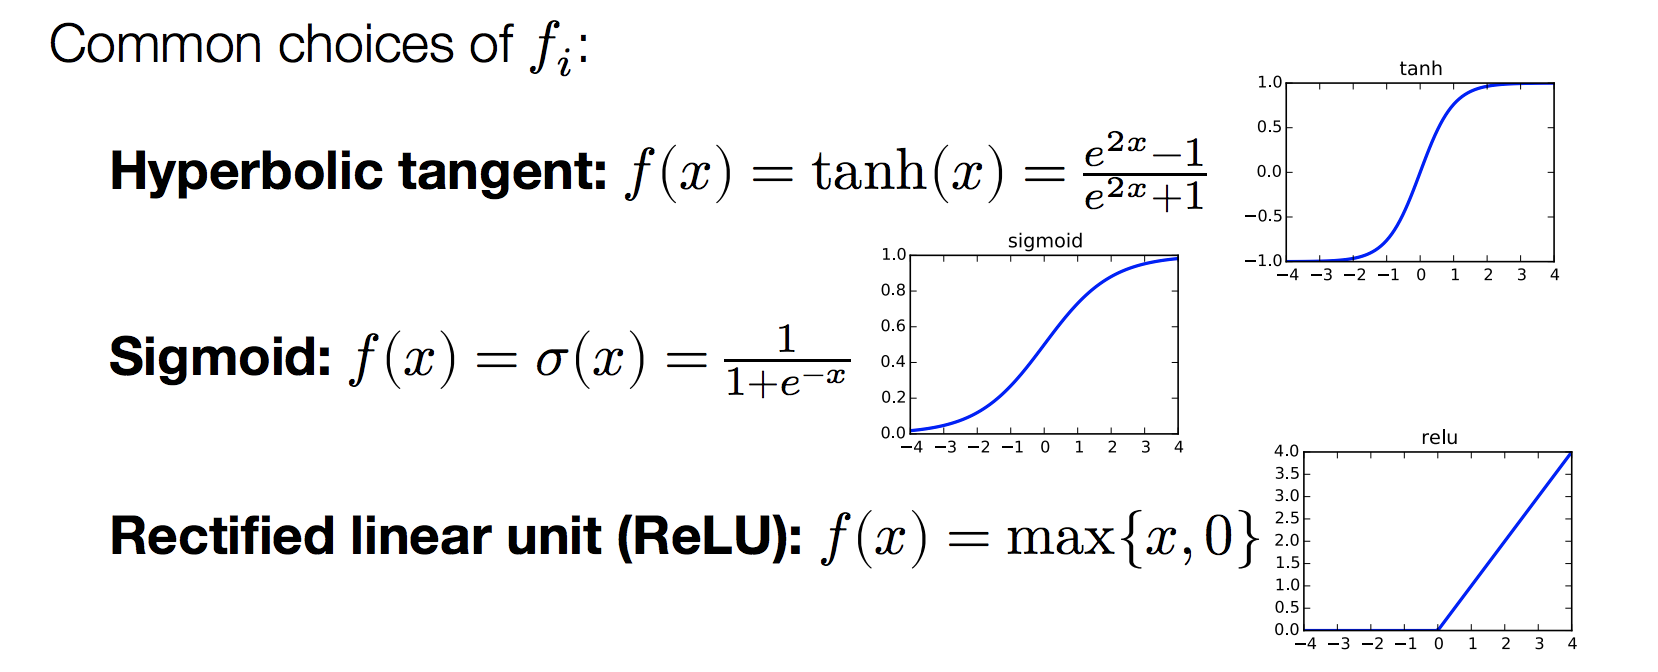 Common choices of fᵢ:
tanh
1.0
0.5
0.0
−0.5
−1.0
−4 −3 −2 −1 0 1 2 3 4
Hyperbolic tangent: f(x) = tanh(x) = (e^{2x}−1)/(e^{2x}+1)
sigmoid
1.0
0.8
0.6
0.4
0.2
0.0
−4 −3 −2 −1 0 1 2 3 4
Sigmoid: f(x) = σ(x) = 1/(1+e^{−x})
relu
4.0
3.5
3.0
2.5
2.0
1.5
1.0
0.5
0.0
−4 −3 −2 −1 0 1 2 3 4
Rectified linear unit (ReLU): f(x) = max{x, 0}